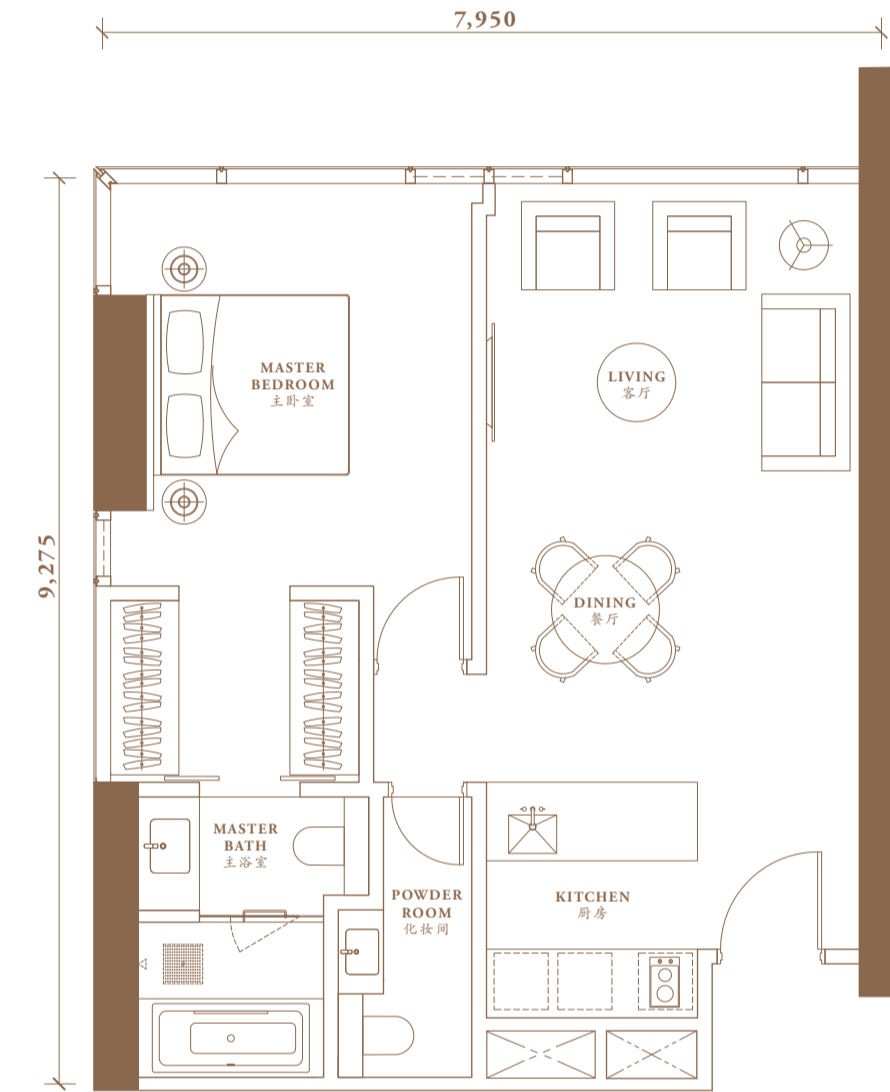 7,950
MASTER
BEDROOM
主卧室
LIVING
客厅
9,275
DINING
餐厅
MASTER
BATH
主浴室
POWDER
ROOM
化妆间
KITCHEN
厨房